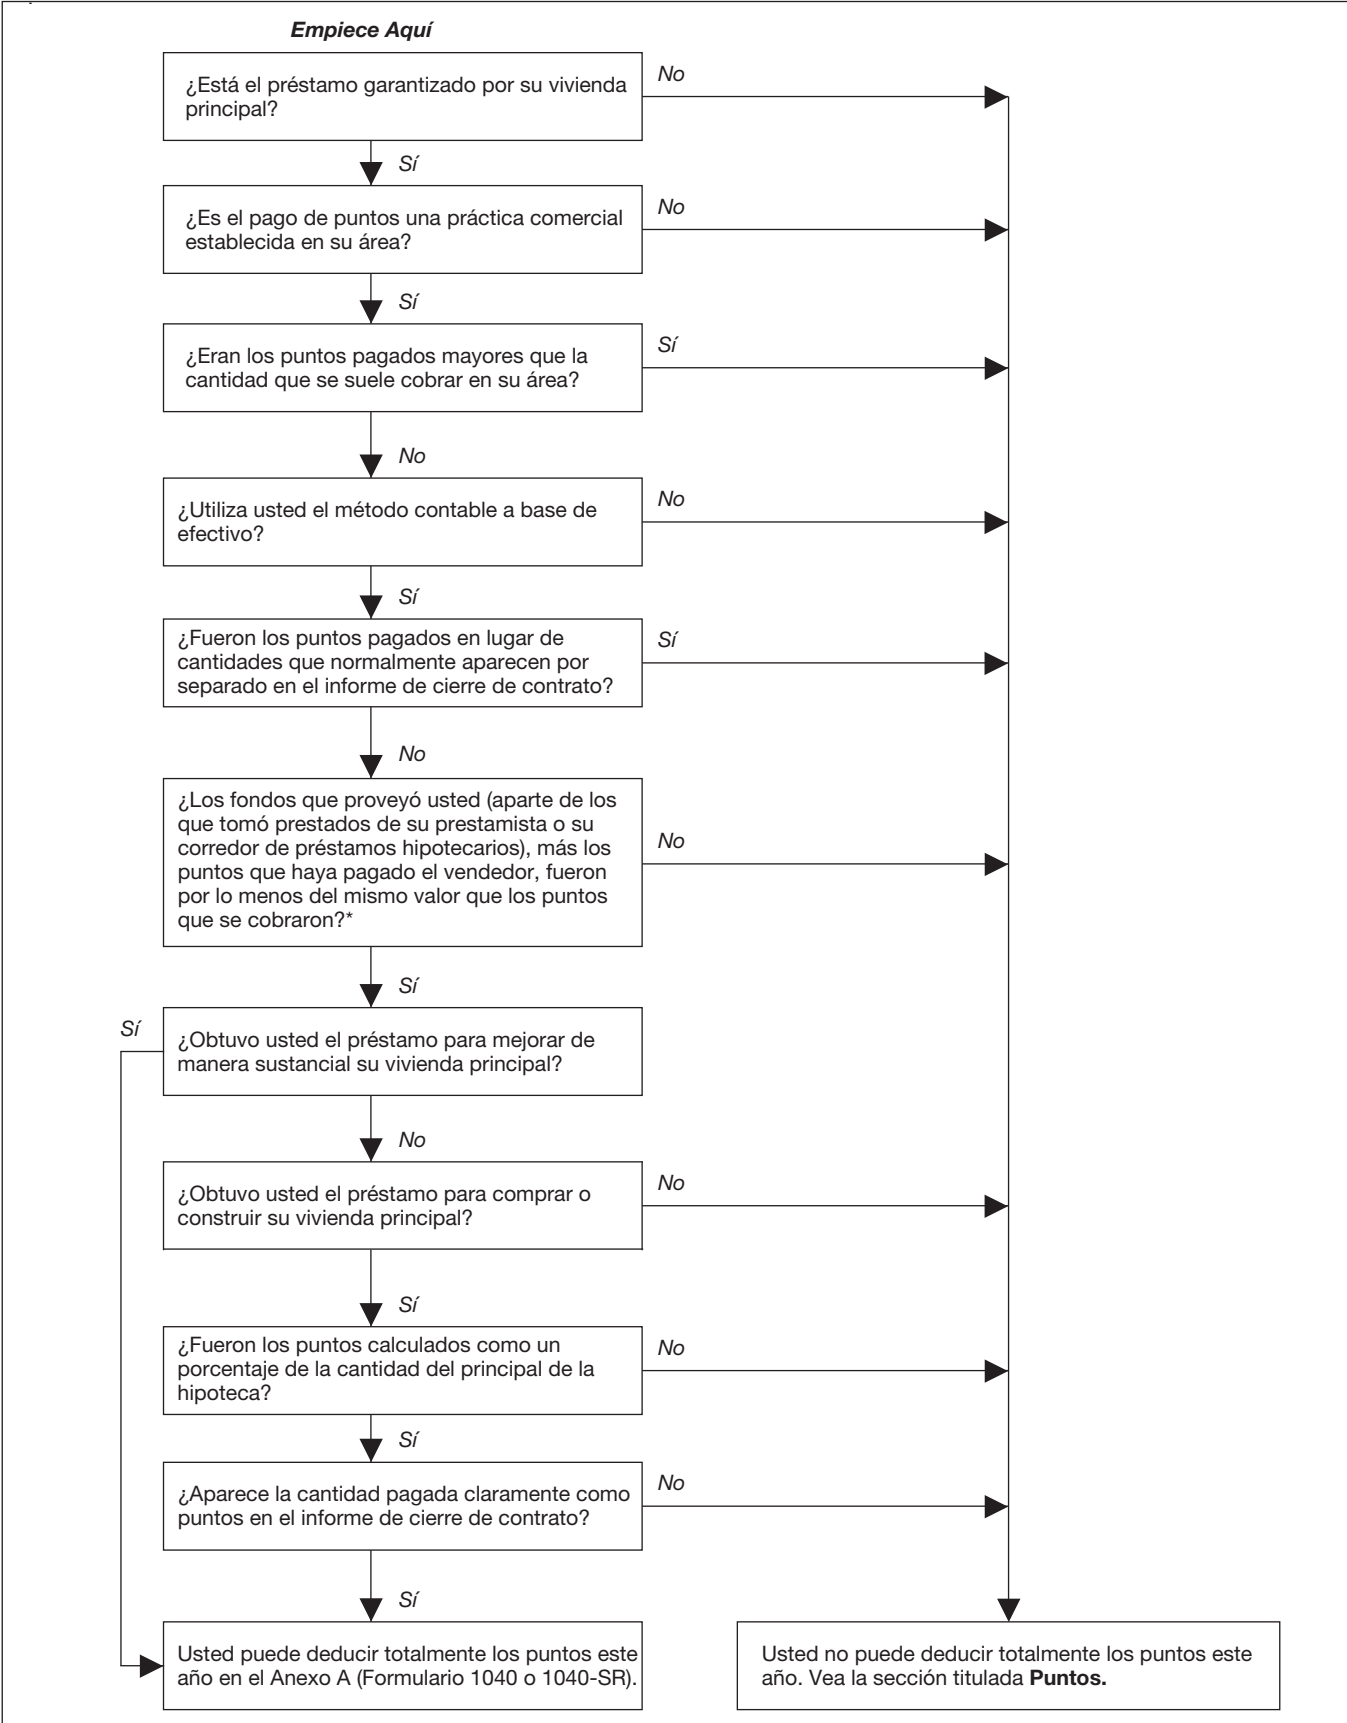 Empiece Aquí
¿Está el préstamo garantizado por su vivienda
principal?
No
Sí
¿Es el pago de puntos una práctica comercial
establecida en su área?
No
Sí
¿Eran los puntos pagados mayores que la
cantidad que se suele cobrar en su área?
Sí
No
¿Utiliza usted el método contable a base de
efectivo?
No
Sí
¿Fueron los puntos pagados en lugar de
cantidades que normalmente aparecen por
separado en el informe de cierre de contrato?
Sí
No
¿Los fondos que proveyó usted (aparte de los
que tomó prestados de su prestamista o su
corredor de préstamos hipotecarios), más los
puntos que haya pagado el vendedor, fueron
por lo menos del mismo valor que los puntos
que se cobraron?*
No
Sí
Sí
¿Obtuvo usted el préstamo para mejorar de
manera sustancial su vivienda principal?
No
¿Obtuvo usted el préstamo para comprar o
construir su vivienda principal?
No
Sí
¿Fueron los puntos calculados como un
porcentaje de la cantidad del principal de la
hipoteca?
No
Sí
¿Aparece la cantidad pagada claramente como
puntos en el informe de cierre de contrato?
No
Sí
Usted puede deducir totalmente los puntos este
año en el Anexo A (Formulario 1040 o 1040-SR).
Usted no puede deducir totalmente los puntos este
año. Vea la sección titulada Puntos.